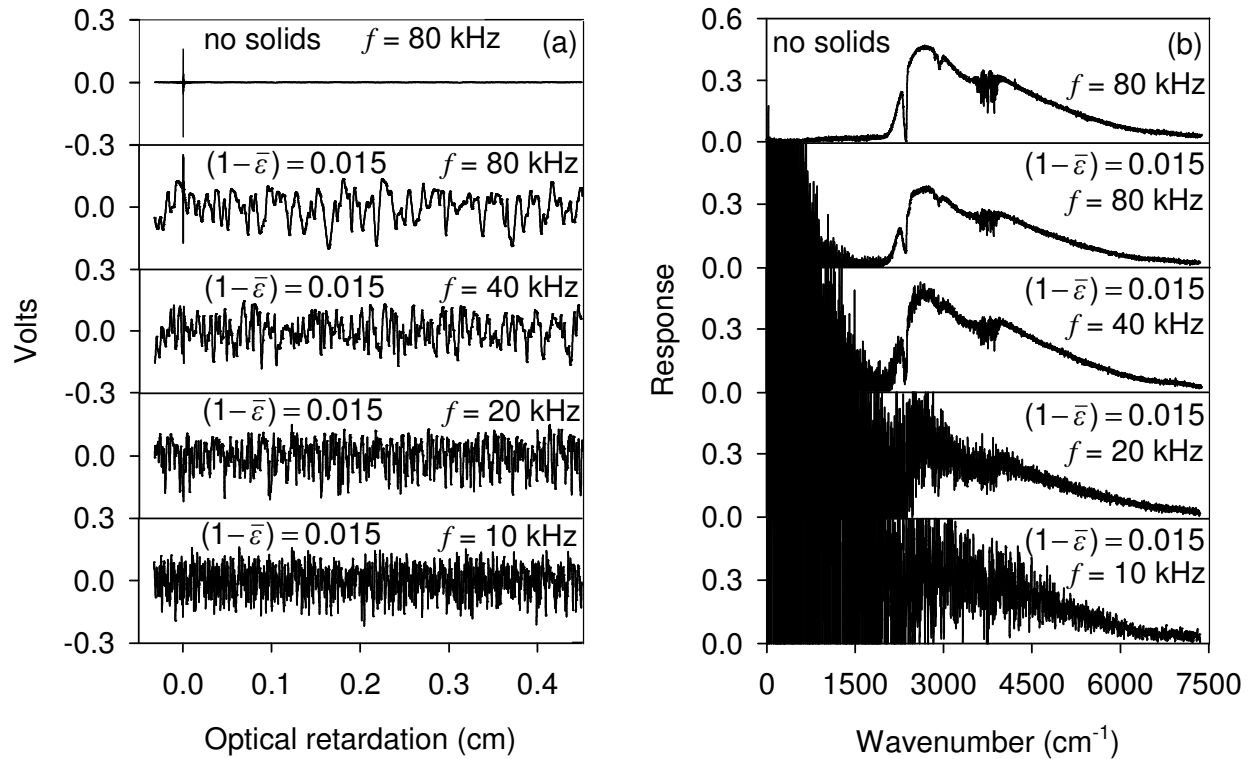 0.3
no solids f = 80 kHz (a)
0.0
-0.3
(1-ε̅) = 0.015 f = 80 kHz
0.0
0.3
(1-ε̅) = 0.015 f = 40 kHz
0.0
-0.3
(1-ε̅) = 0.015 f = 20 kHz
0.0
0.3
(1-ε̅) = 0.015 f = 10 kHz
0.0
-0.3
0.0 0.1 0.2 0.3 0.4
Optical retardation (cm)
Volts
0.6
no solids (b)
0.3
f = 80 kHz
0.0
(1-ε̅) = 0.015
0.3
f = 80 kHz
0.0
(1-ε̅) = 0.015
0.3
f = 40 kHz
0.0
(1-ε̅) = 0.015
0.3
f = 20 kHz
0.0
(1-ε̅) = 0.015
0.3
f = 10 kHz
0.0
0 1500 3000 4500 6000 7500
Wavenumber (cm⁻¹)
Response